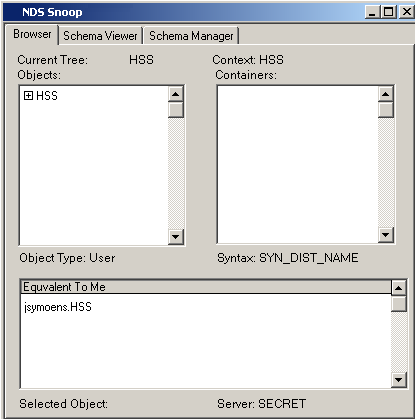 NDS Snoop
Browser Schema Viewer Schema Manager
Current Tree: HSS Context: HSS
Objects: Containers:
HSS
Object Type: User Syntax: SYN_DIST_NAME
Equvalent To Me
jsymoens.HSS
Selected Object: Server: SECRET